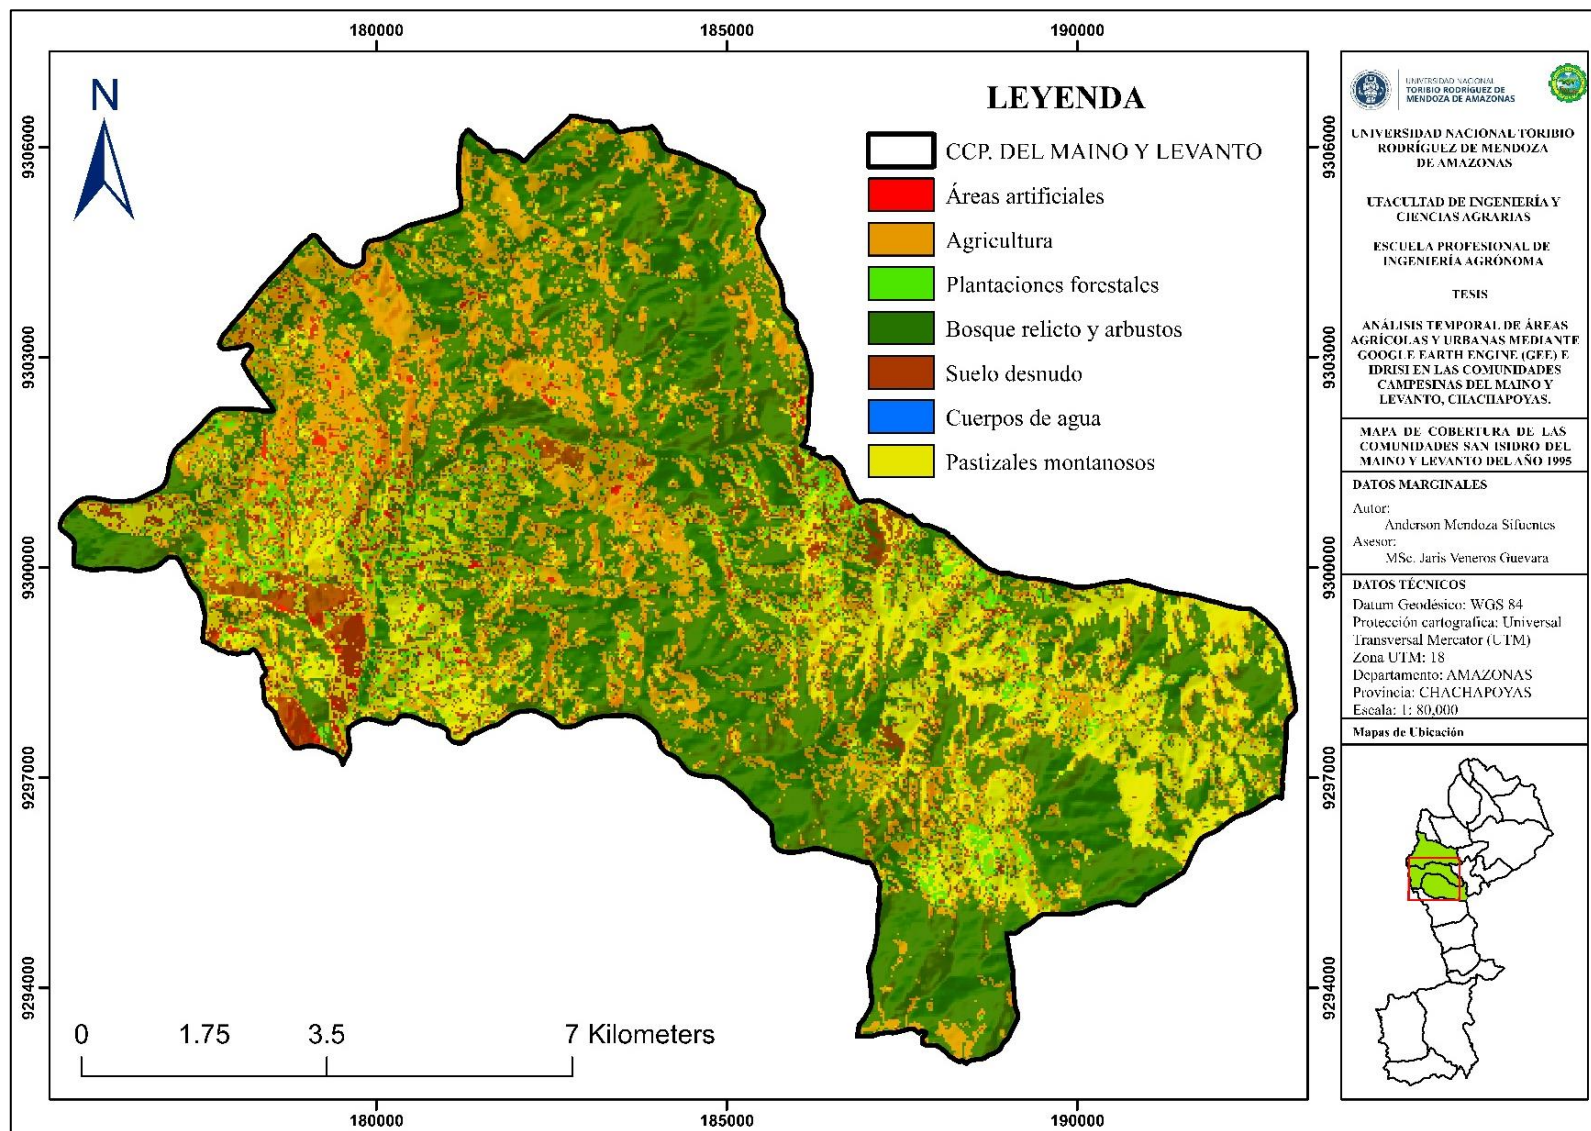 180000
185000
190000
N
9306000
9303000
9300000
9297000
9294000
LEYENDA
CCP. DEL MAINO Y LEVANTO
Áreas artificiales
Agricultura
Plantaciones forestales
Bosque relicto y arbustos
Suelo desnudo
Cuerpos de agua
Pastizales montanosos
0
1.75
3.5
7 Kilometers
9306000
9303000
9300000
9297000
9294000
180000
185000
190000
UNIVERSIDAD NACIONAL
TORIBIO RODRÍGUEZ DE
MENDOZA DE AMAZONAS
UNIVERSIDAD NACIONAL TORIBIO
RODRÍGUEZ DE MENDOZA
DE AMAZONAS
UFACULTAD DE INGENIERÍA Y
CIENCIAS AGRARIAS
ESCUELA PROFESIONAL DE
INGENIERÍA AGRÓNOMA
TESIS
ANÁLISIS TEMPORAL DE ÁREAS
AGRÍCOLAS Y URBANAS MEDIANTE
GOOGLE EARTH ENGINE (GEE) E
IDRISI EN LAS COMUNIDADES
CAMPESINAS DEL MAINO Y
LEVANTO, CHACHAPOYAS.
MAPA DE COBERTURA DE LAS
COMUNIDADES SAN ISIDRO DEL
MAINO Y LEVANTO DEL AÑO 1995
DATOS MARGINALES
Autor:
Anderson Mendoza Sifuentes
Asesor:
MSc. Jaris Veneros Guevara
DATOS TÉCNICOS
Datum Geodésico: WGS 84
Protección cartografica: Universal
Transversal Mercator (UTM)
Zona UTM: 18
Departamento: AMAZONAS
Provincia: CHACHAPOYAS
Escala: 1: 80,000
Mapas de Ubicación